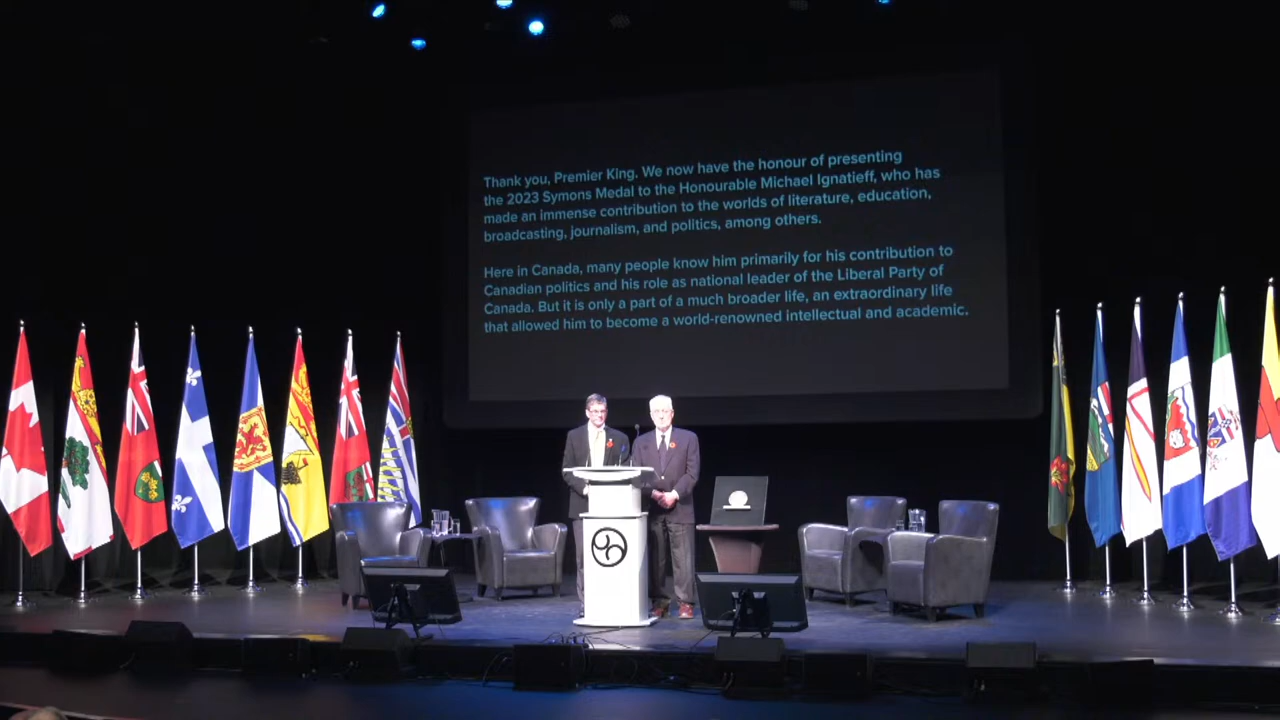 Thank you, Premier King. We now have the honour of presenting
the 2023 Symons Medal to the Honourable Michael Ignatieff, who has
made an immense contribution to the worlds of literature, education,
broadcasting, journalism, and politics, among others.
Here in Canada, many people know him primarily for his contribution to
Canadian politics and his role as national leader of the Liberal Party of
Canada. But it is only a part of a much broader life, an extraordinary life
that allowed him to become a world-renowned intellectual and academic.